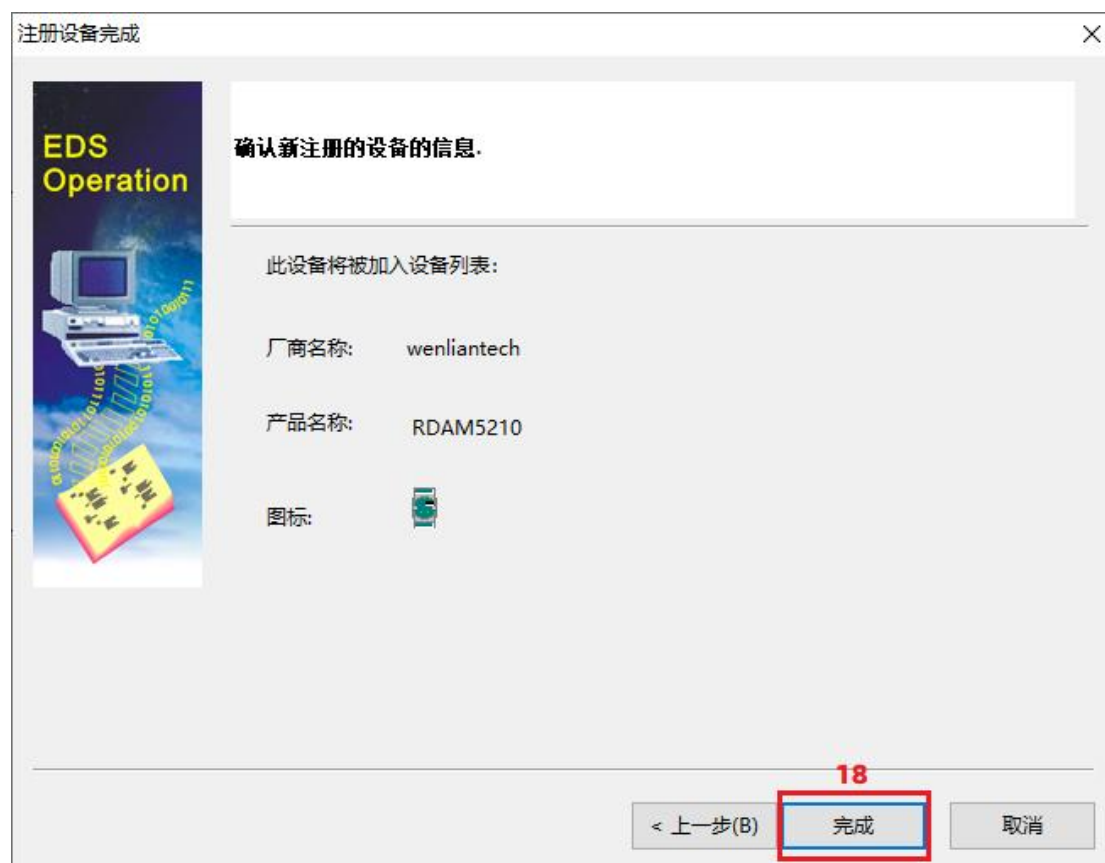 注册设备完成
EDS
Operation
确认新注册的设备的信息.
此设备将被加入设备列表:
厂商名称: wenliantech
产品名称: RDAM5210
图标:
18
< 上一步(B) 完成 取消